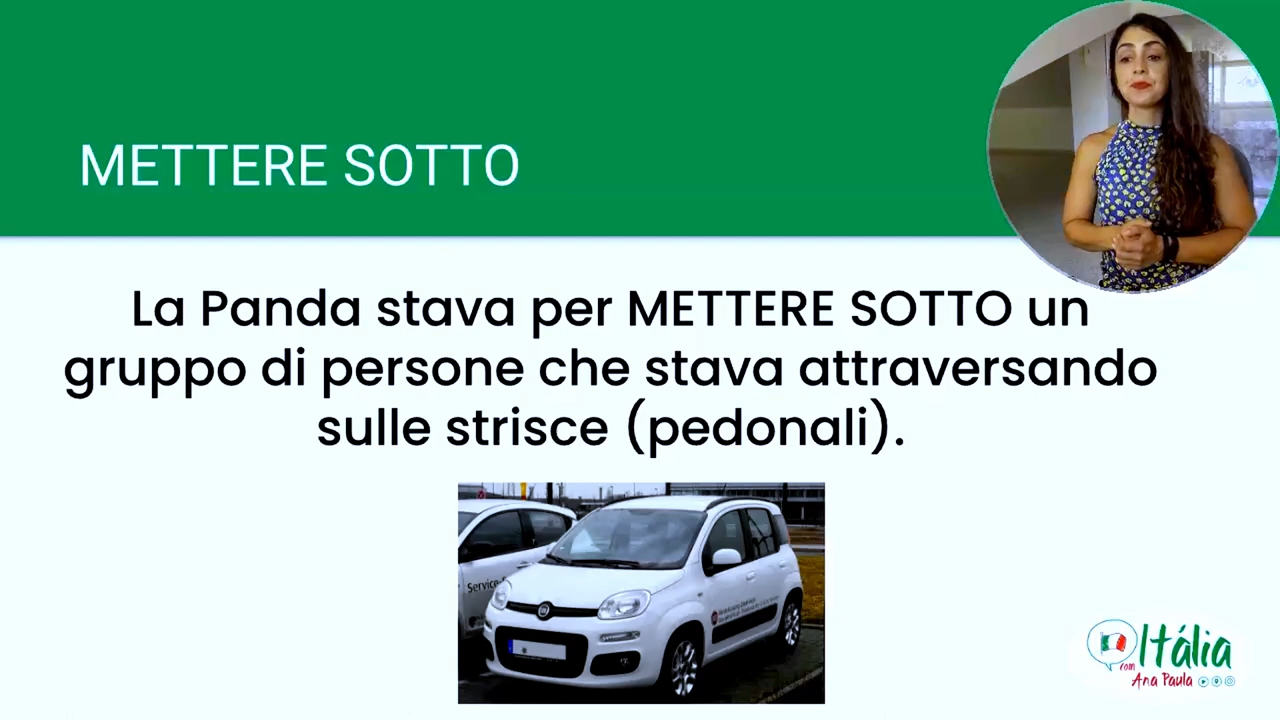 METTERE SOTTO
La Panda stava per METTERE SOTTO un
gruppo di persone che stava attraversando
sulle strisce (pedonali).
Service-
Itália
com
Ana Paula